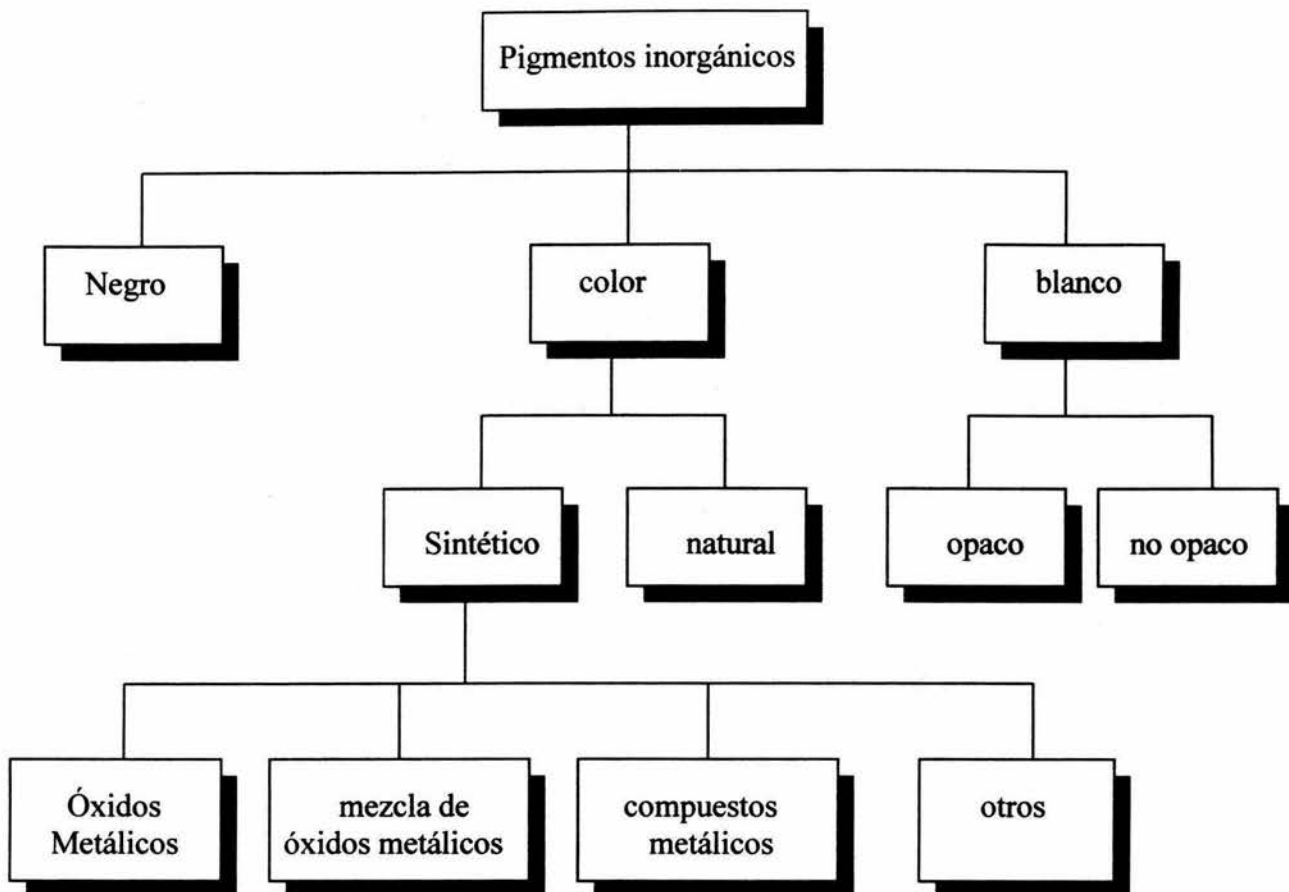 Pigmentos inorgánicos
Negro
color
blanco
Sintético
natural
opaco
no opaco
Óxidos
Metálicos
mezcla de
óxidos metálicos
compuestos
metálicos
otros